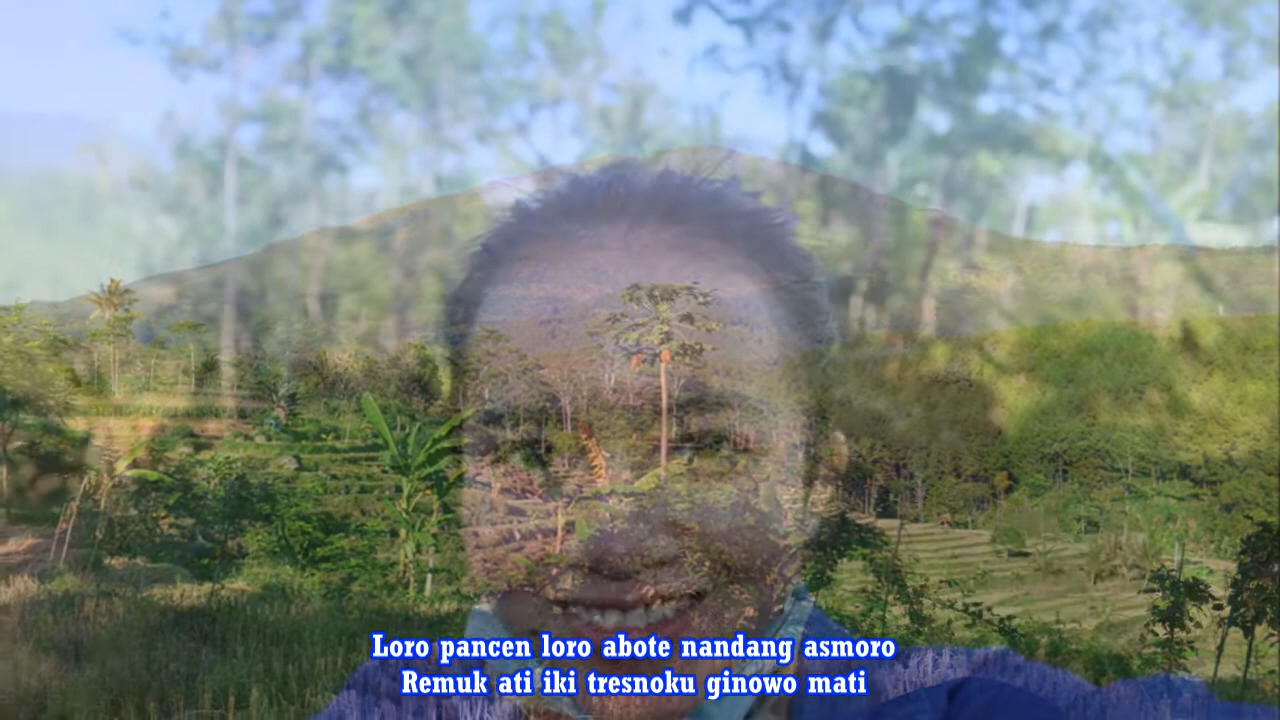 Loro pancen loro abote nandang asmoro
Remuk ati iki tresnoku ginowo mati